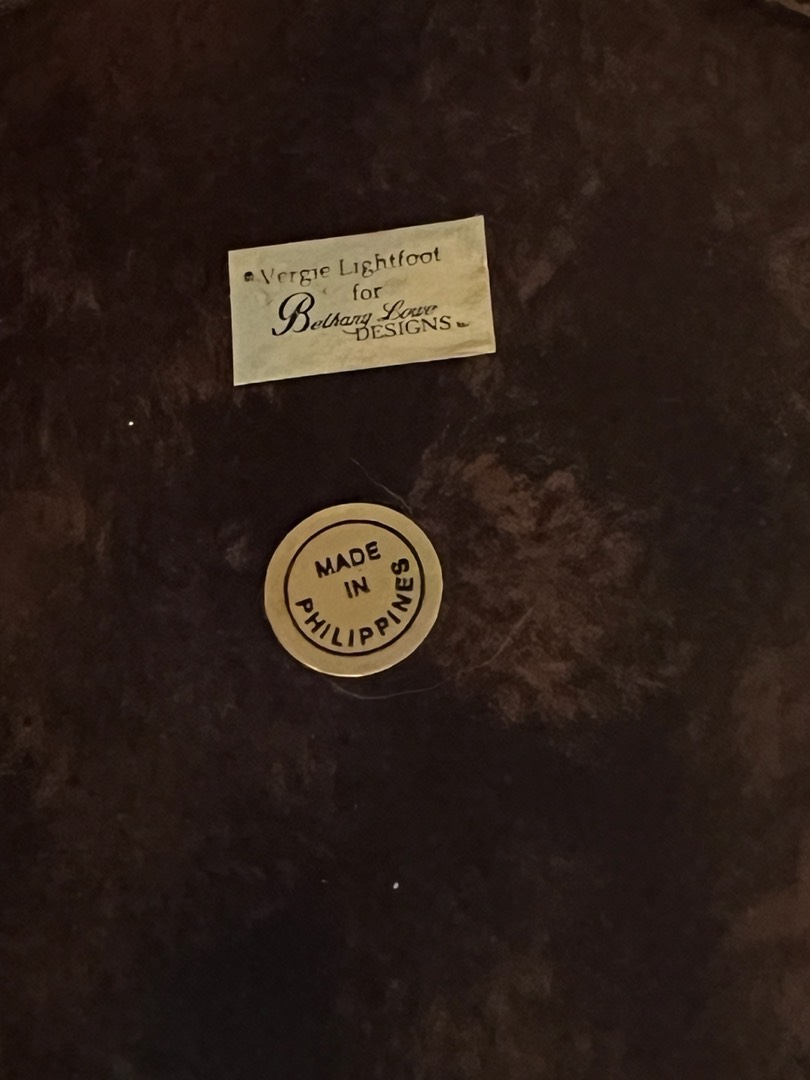 Vergie Lightfoot
for
Bethany Lowe
DESIGNS
MADE
IN
PHILIPPINES